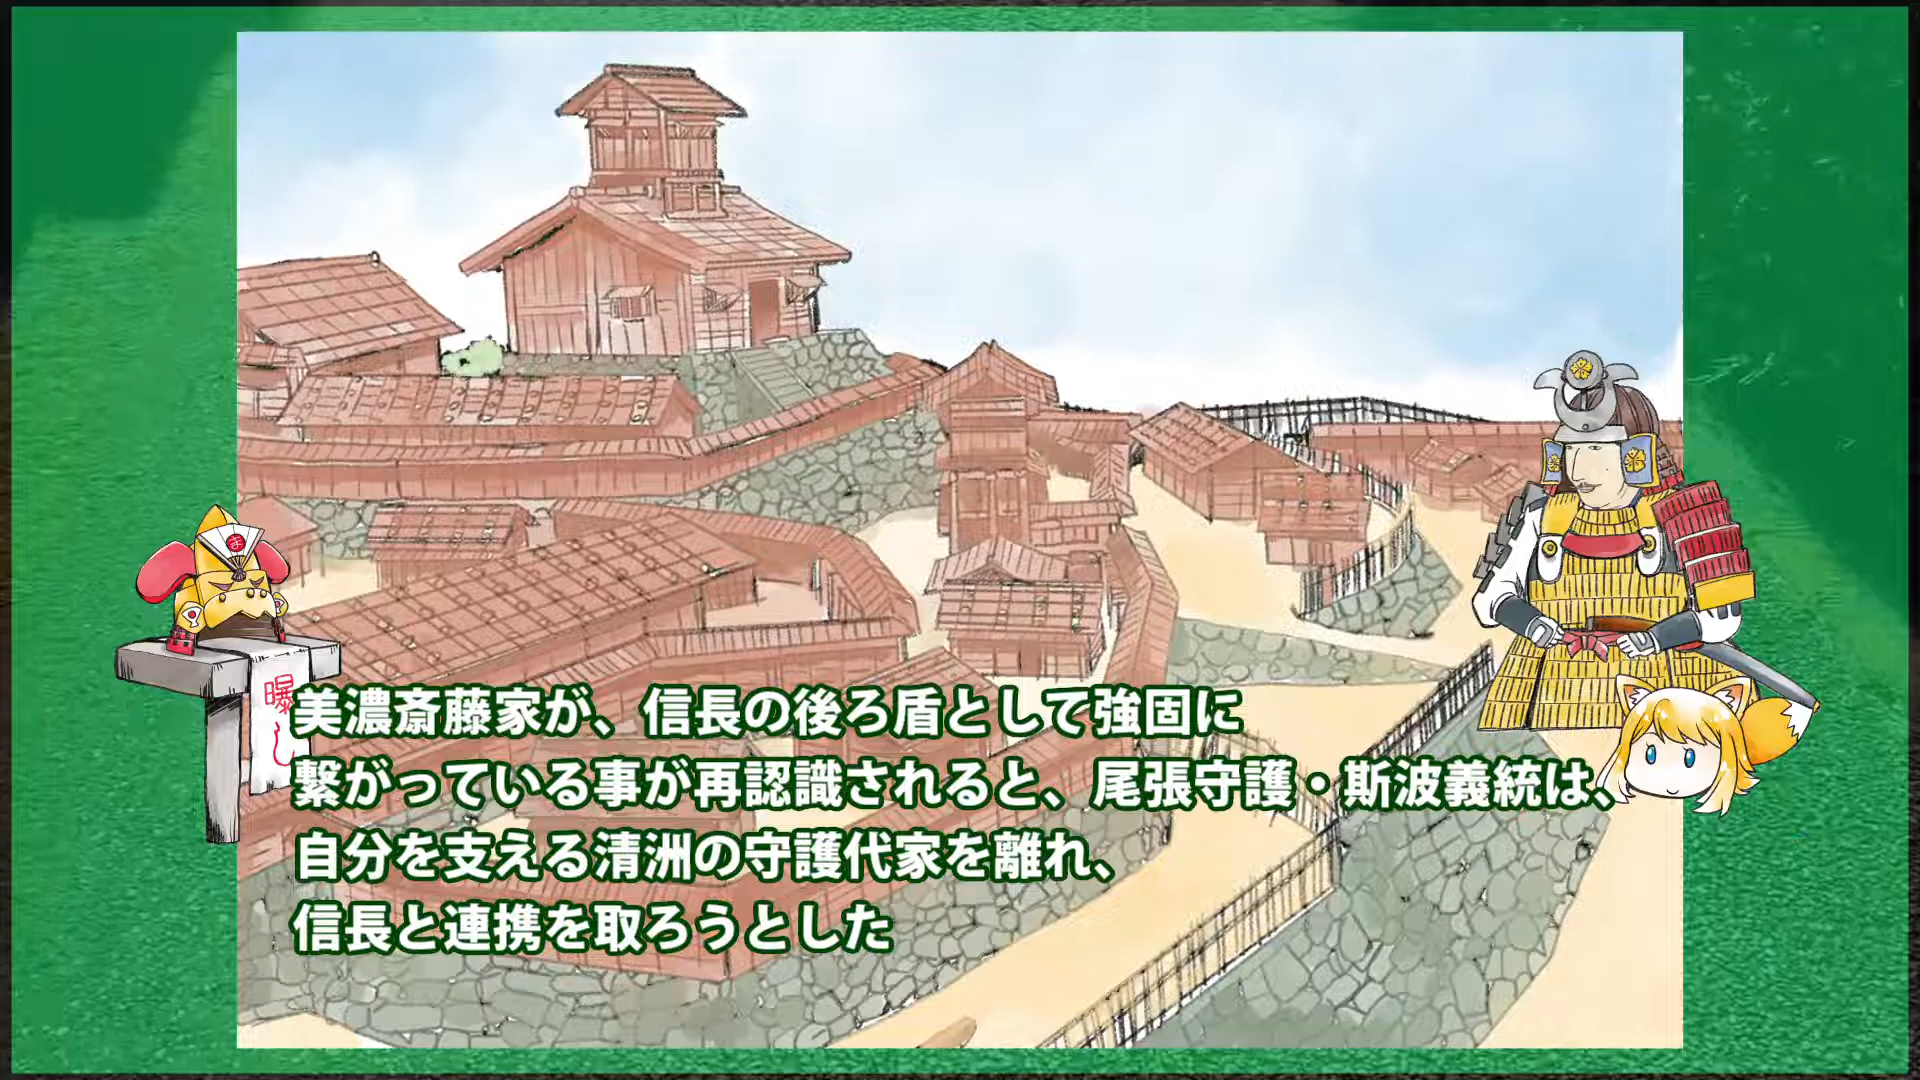 ま
曝し
美濃斎藤家が、信長の後ろ盾として強固に
繋がっている事が再認識されると、尾張守護・斯波義統は、
自分を支える清洲の守護代家を離れ、
信長と連携を取ろうとした